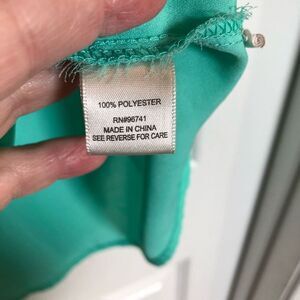 100% POLYESTER
RN#96741
MADE IN CHINA
SEE REVERSE FOR CARE